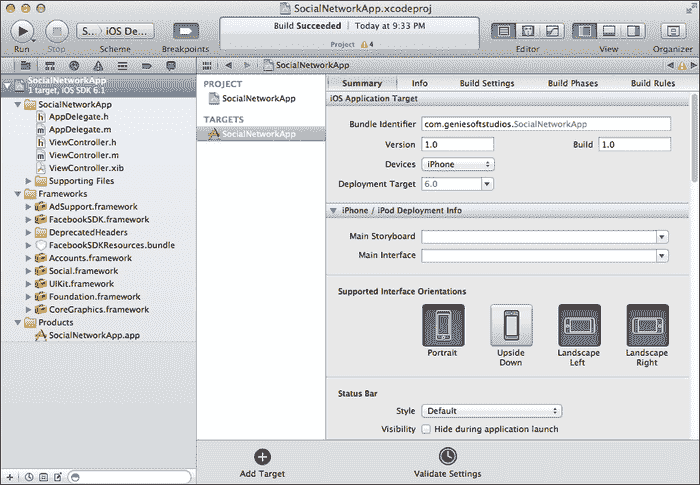 SocialNetworkApp.xcodeproj
Build Succeeded | Today at 9:33 PM
Project 4
S... iOS De...
Run
Stop
Scheme
Breakpoints
Editor
View
Organizer
SocialNetworkApp
1 target, iOS SDK 6.1
SocialNetworkApp
AppDelegate.h
AppDelegate.m
ViewController.h
ViewController.m
ViewController.xib
Supporting Files
Frameworks
AdSupport.framework
FacebookSDK.framework
DeprecatedHeaders
FacebookSDKResources.bundle
Accounts.framework
Social.framework
UIKit.framework
Foundation.framework
CoreGraphics.framework
Products
SocialNetworkApp.app
SocialNetworkApp
PROJECT
SocialNetworkApp
TARGETS
SocialNetworkApp
Summary
Info
Build Settings
Build Phases
Build Rules
iOS Application Target
Bundle Identifier com.geniesoftstudios.SocialNetworkApp
Version 1.0
Build 1.0
Devices iPhone
Deployment Target 6.0
iPhone / iPod Deployment Info
Main Storyboard
Main Interface
Supported Interface Orientations
Portrait
Upside Down
Landscape Left
Landscape Right
Status Bar
Style Default
Visibility Hide during application launch
Add Target
Validate Settings